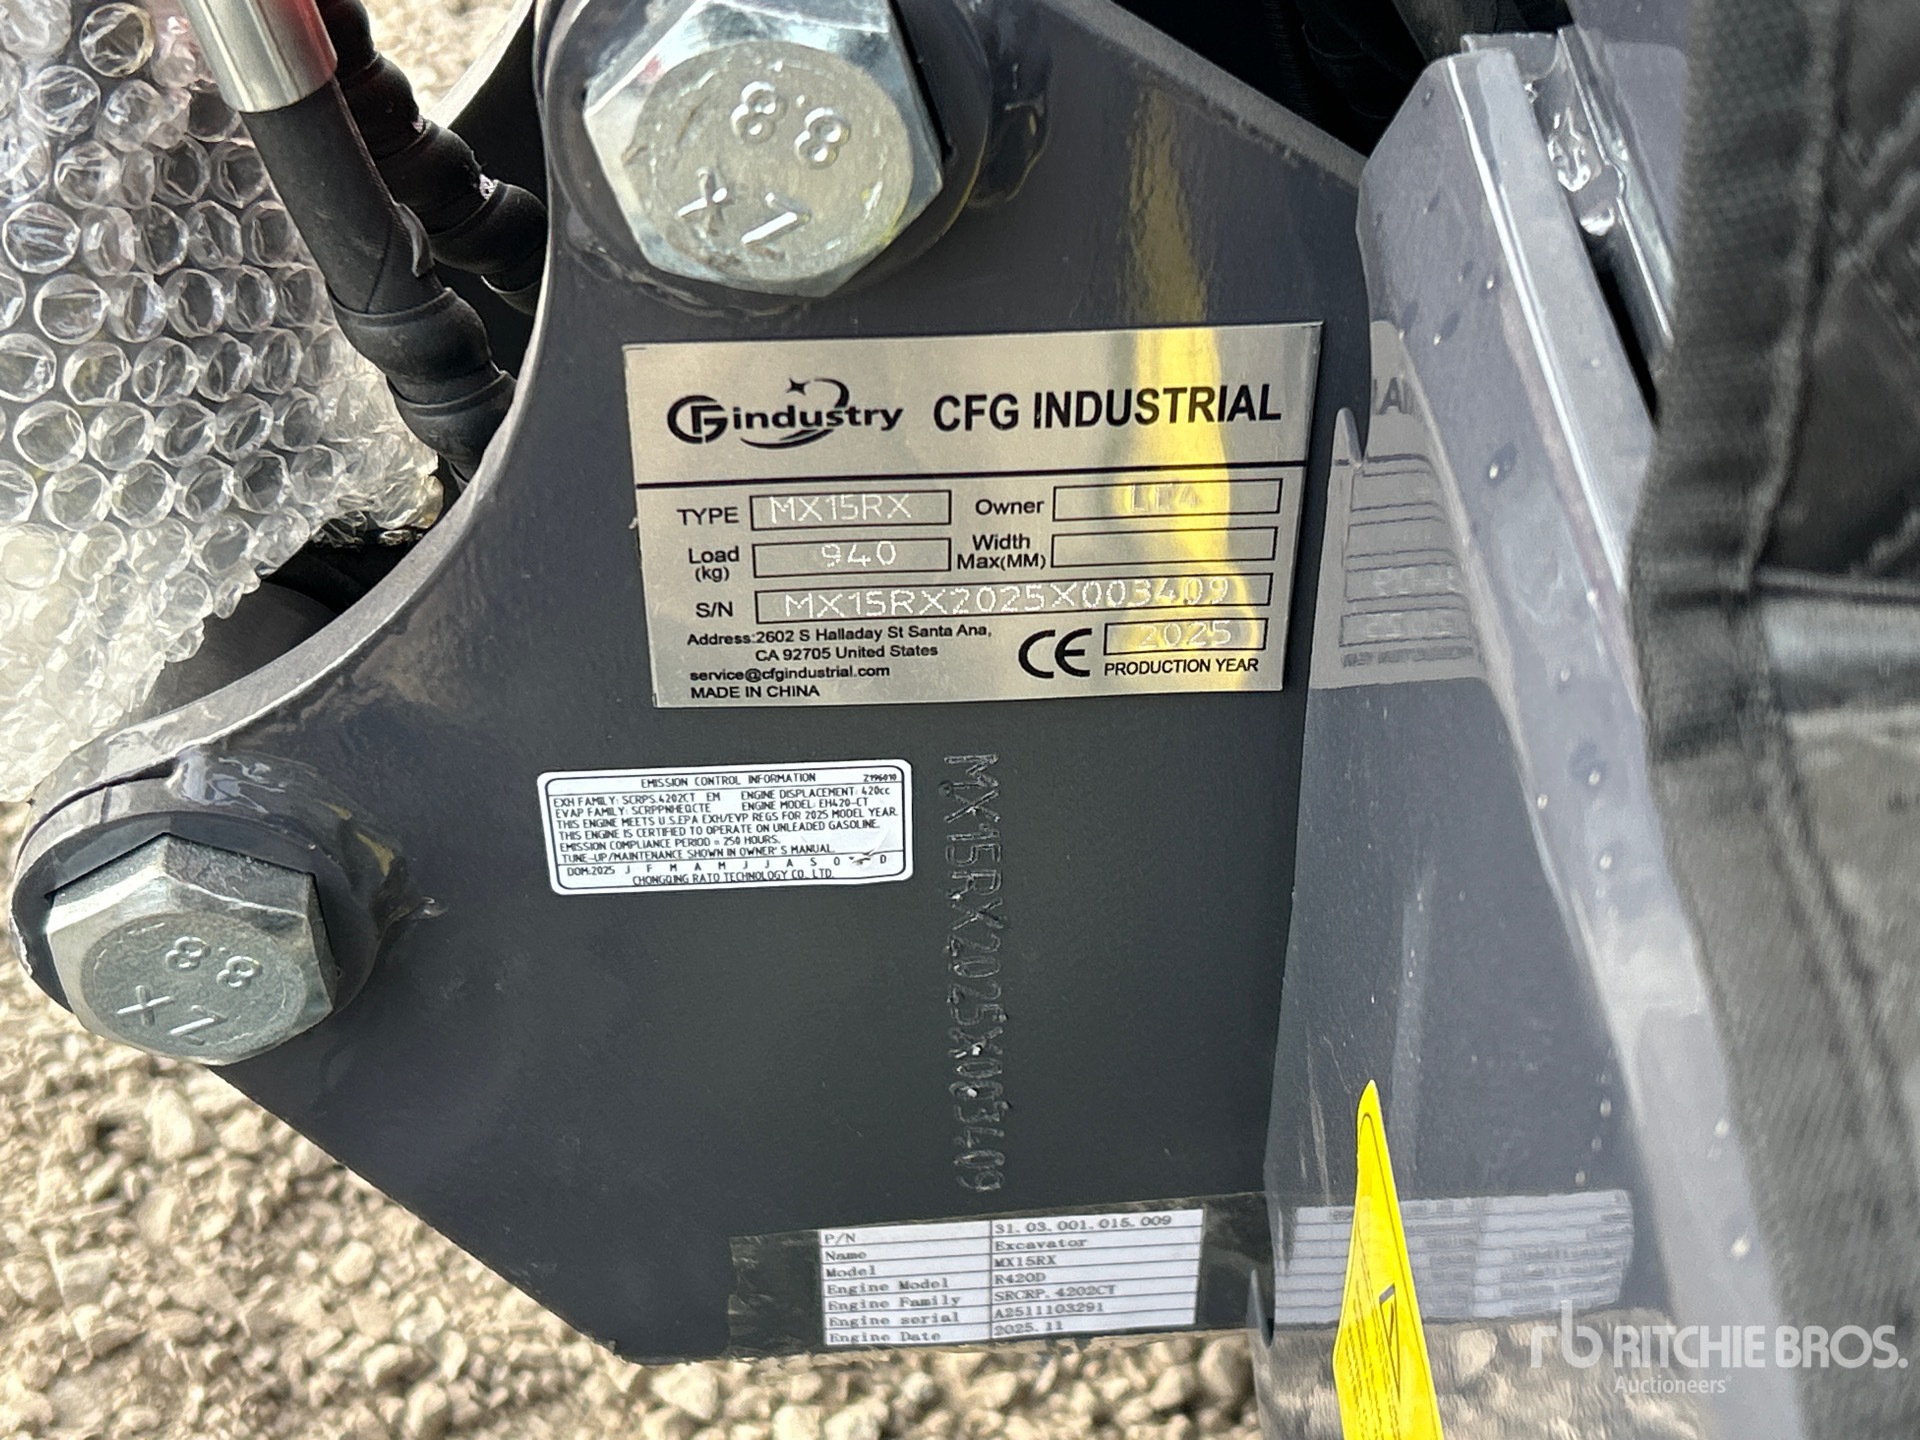 8.8
YX
CFG industry CFG INDUSTRIAL
TYPE MX15RX Owner
Load (kg) 940 Width Max(MM)
S/N MX15RX2025X003409
Address:2602 S Halladay St Santa Ana,
CA 92705 United States
service@cfgindustrial.com
MADE IN CHINA
CE 2025
PRODUCTION YEAR
EMISSION CONTROL INFORMATION Z196010
EXH FAMILY: SCRPS.4202CT EM ENGINE DISPLACEMENT: 420cc
EVAP FAMILY: SCRPPNHEQCTE ENGINE MODEL: EH420-CT
THIS ENGINE MEETS U.S.EPA EXH/EVP REGS FOR 2025 MODEL YEAR.
THIS ENGINE IS CERTIFIED TO OPERATE ON UNLEADED GASOLINE.
EMISSION COMPLIANCE PERIOD = 250 HOURS.
TUNE-UP/MAINTENANCE SHOWN IN OWNER'S MANUAL.
DOM:2025 J F M A M J J A S O D
CHONGQING RATO TECHNOLOGY CO., LTD.
MX15RX2025X003409
8.8
YX
P/N 31.03.001.015.009
Name Excavator
Model MX15RX
Engine Model R420D
Engine Family SRCRP.4202CT
Engine serial A2511103291
Engine Date 2025.11
rb RITCHIE BROS.
Auctioneers